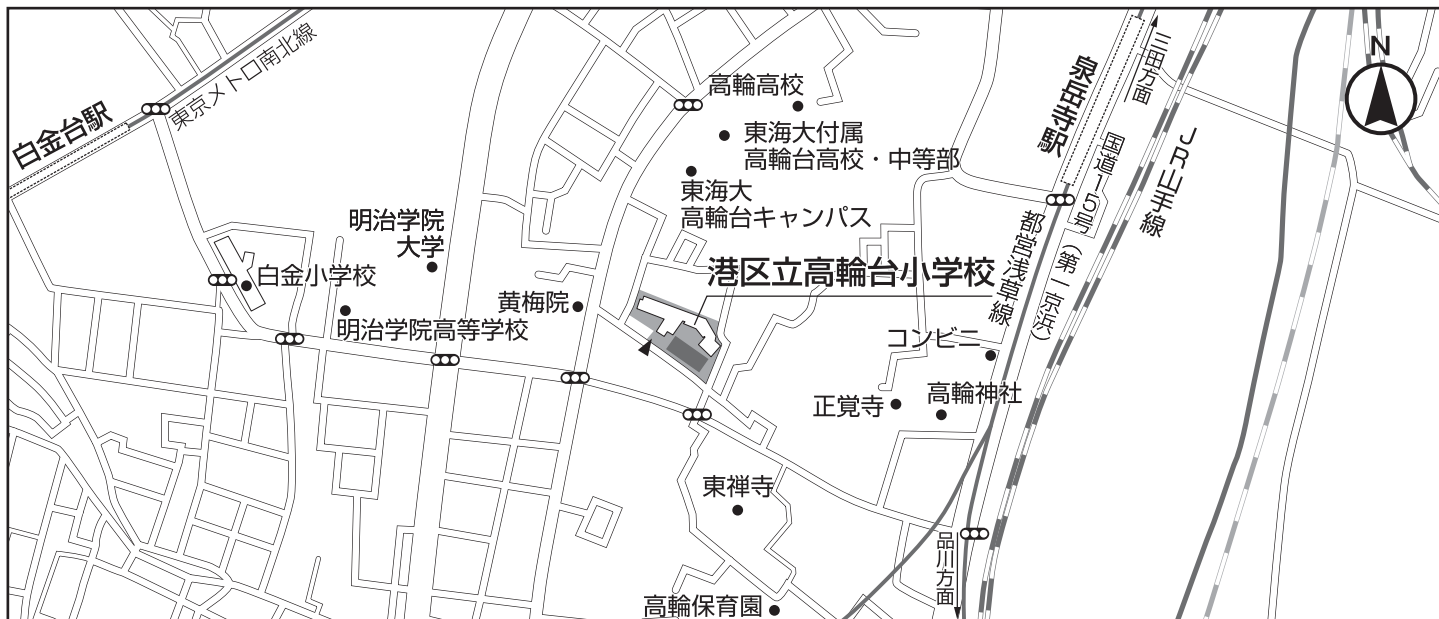 東京メトロ南北線
白金台駅
高輪高校
東海大付属
高輪台高校・中等部
東海大
高輪台キャンパス
泉岳寺駅
三田方面
国道15号(第一京浜)
JR山手線
N
都営浅草線
明治学院
大学
白金小学校
明治学院高等学校
黄梅院
港区立高輪台小学校
コンビニ
正覚寺
高輪神社
東禅寺
品川方面
高輪保育園